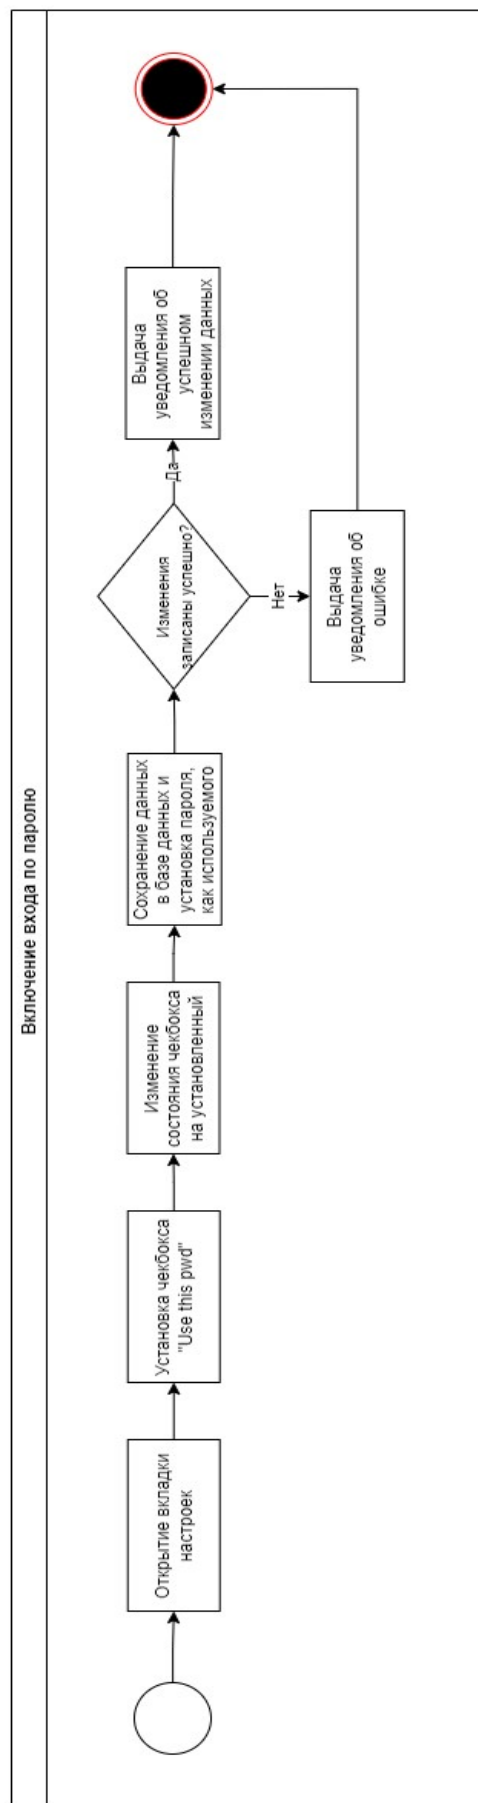 Включение входа по паролю
Открытие вкладки
настроек
Установка чекбокса
"Use this pwd"
Изменение
состояния чекбокса
на установленный
Сохранение данных
в базе данных и
установка пароля,
как используемого
Изменения
записаны успешно?
Да
Выдача
уведомления об
успешном
изменении данных
Нет
Выдача
уведомления об
ошибке